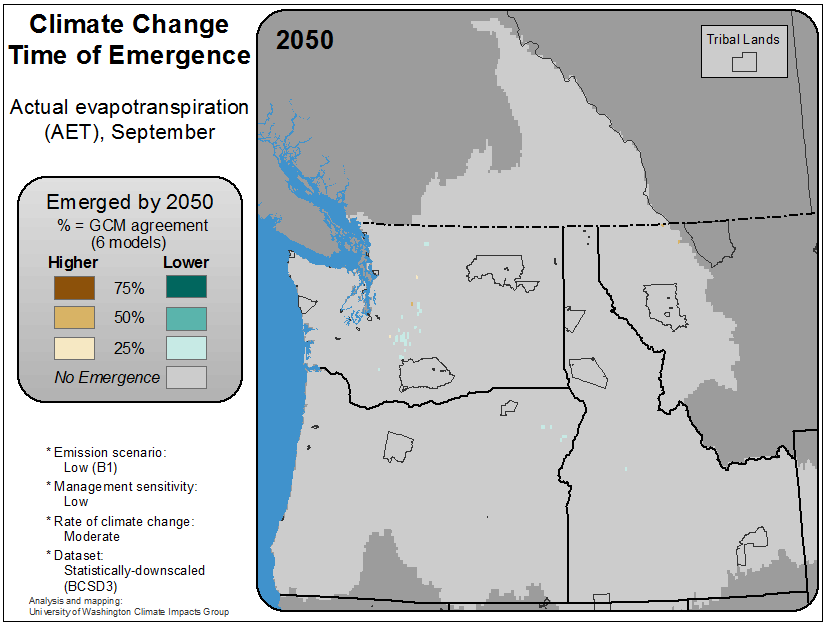 Climate Change
Time of Emergence
Actual evapotranspiration
(AET), September
Emerged by 2050
% = GCM agreement
(6 models)
Higher Lower
75%
50%
25%
No Emergence
* Emission scenario:
Low (B1)
* Management sensitivity:
Low
* Rate of climate change:
Moderate
* Dataset:
Statistically-downscaled
(BCSD3)
Analysis and mapping:
University of Washington Climate Impacts Group
2050
Tribal Lands